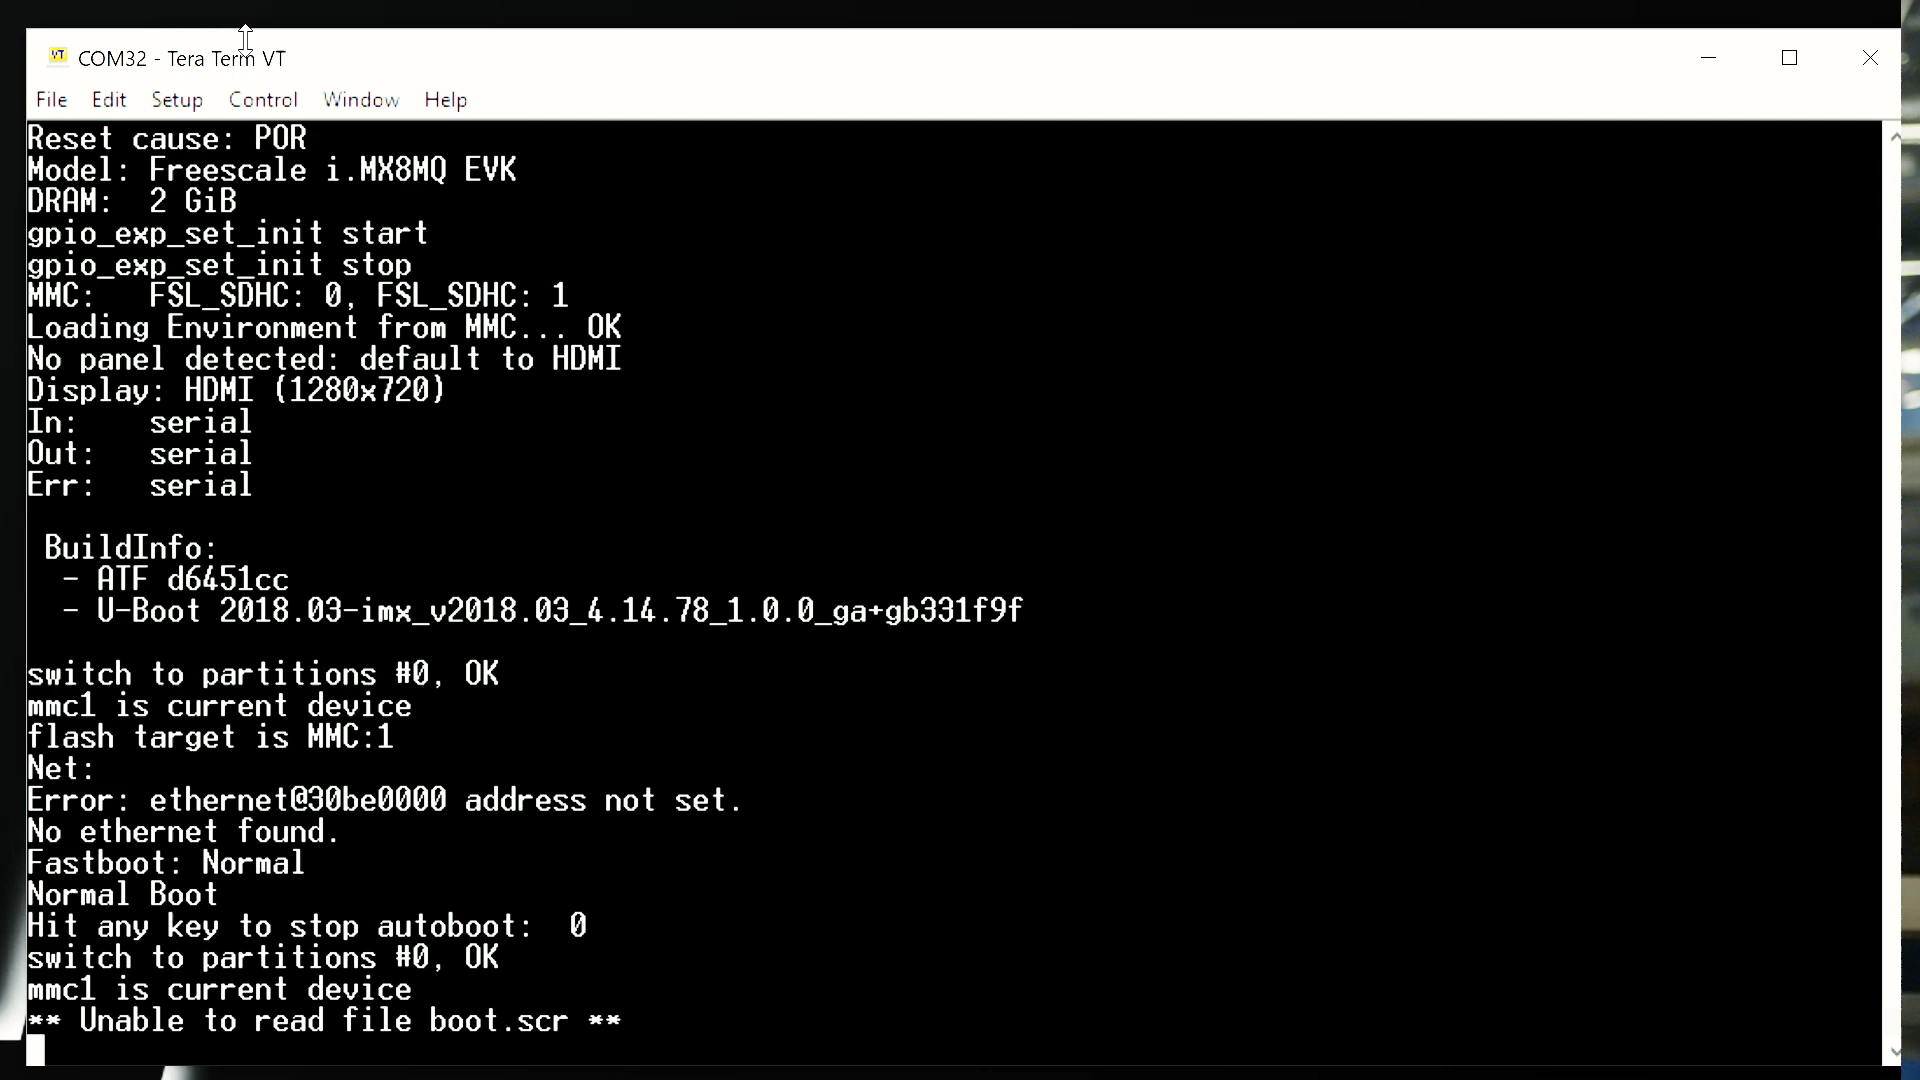 VT COM32 - Tera Term VT
File Edit Setup Control Window Help
Reset cause: POR
Model: Freescale i.MX8MQ EVK
DRAM:  2 GiB
gpio_exp_set_init start
gpio_exp_set_init stop
MMC:   FSL_SDHC: 0, FSL_SDHC: 1
Loading Environment from MMC... OK
No panel detected: default to HDMI
Display: HDMI (1280x720)
In:    serial
Out:   serial
Err:   serial
BuildInfo:
- ATF d6451cc
- U-Boot 2018.03-imx_v2018.03_4.14.78_1.0.0_ga+gb331f9f
switch to partitions #0, OK
mmc1 is current device
flash target is MMC:1
Net:
Error: ethernet@30be0000 address not set.
No ethernet found.
Fastboot: Normal
Normal Boot
Hit any key to stop autoboot:  0
switch to partitions #0, OK
mmc1 is current device
** Unable to read file boot.scr **